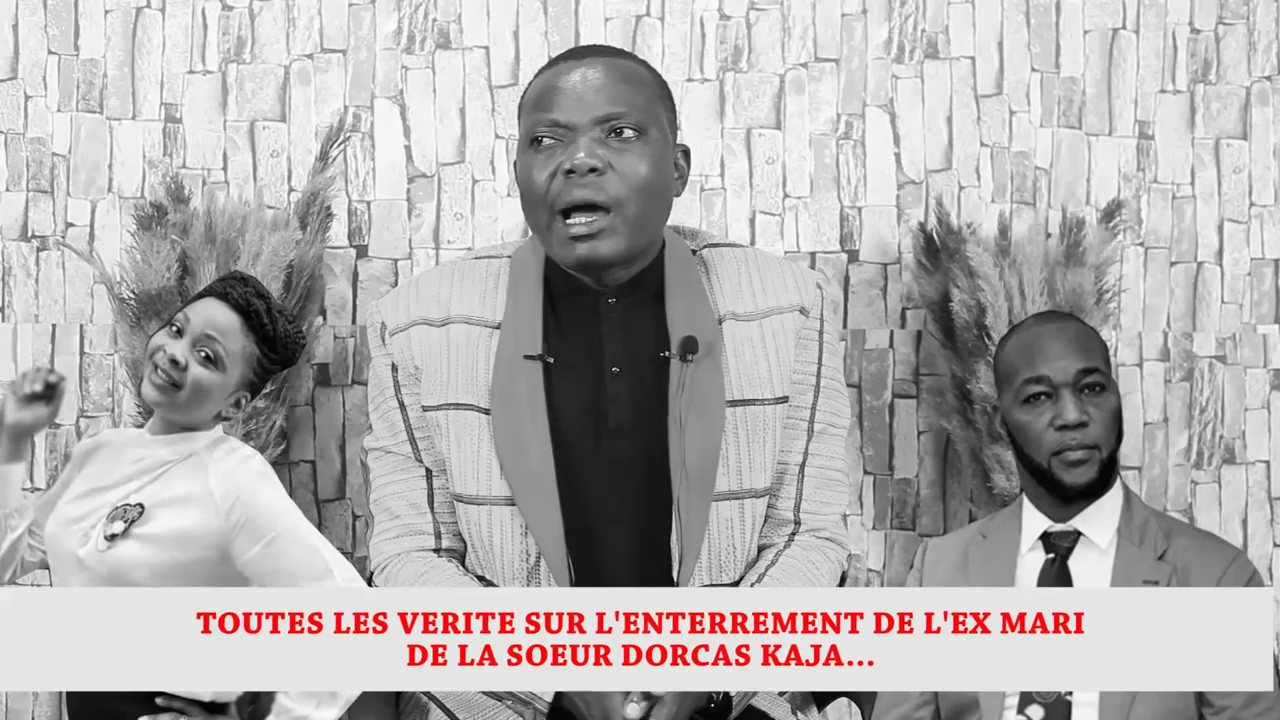 TOUTES LES VERITE SUR L'ENTERREMENT DE L'EX MARI
DE LA SOEUR DORCAS KAJA...